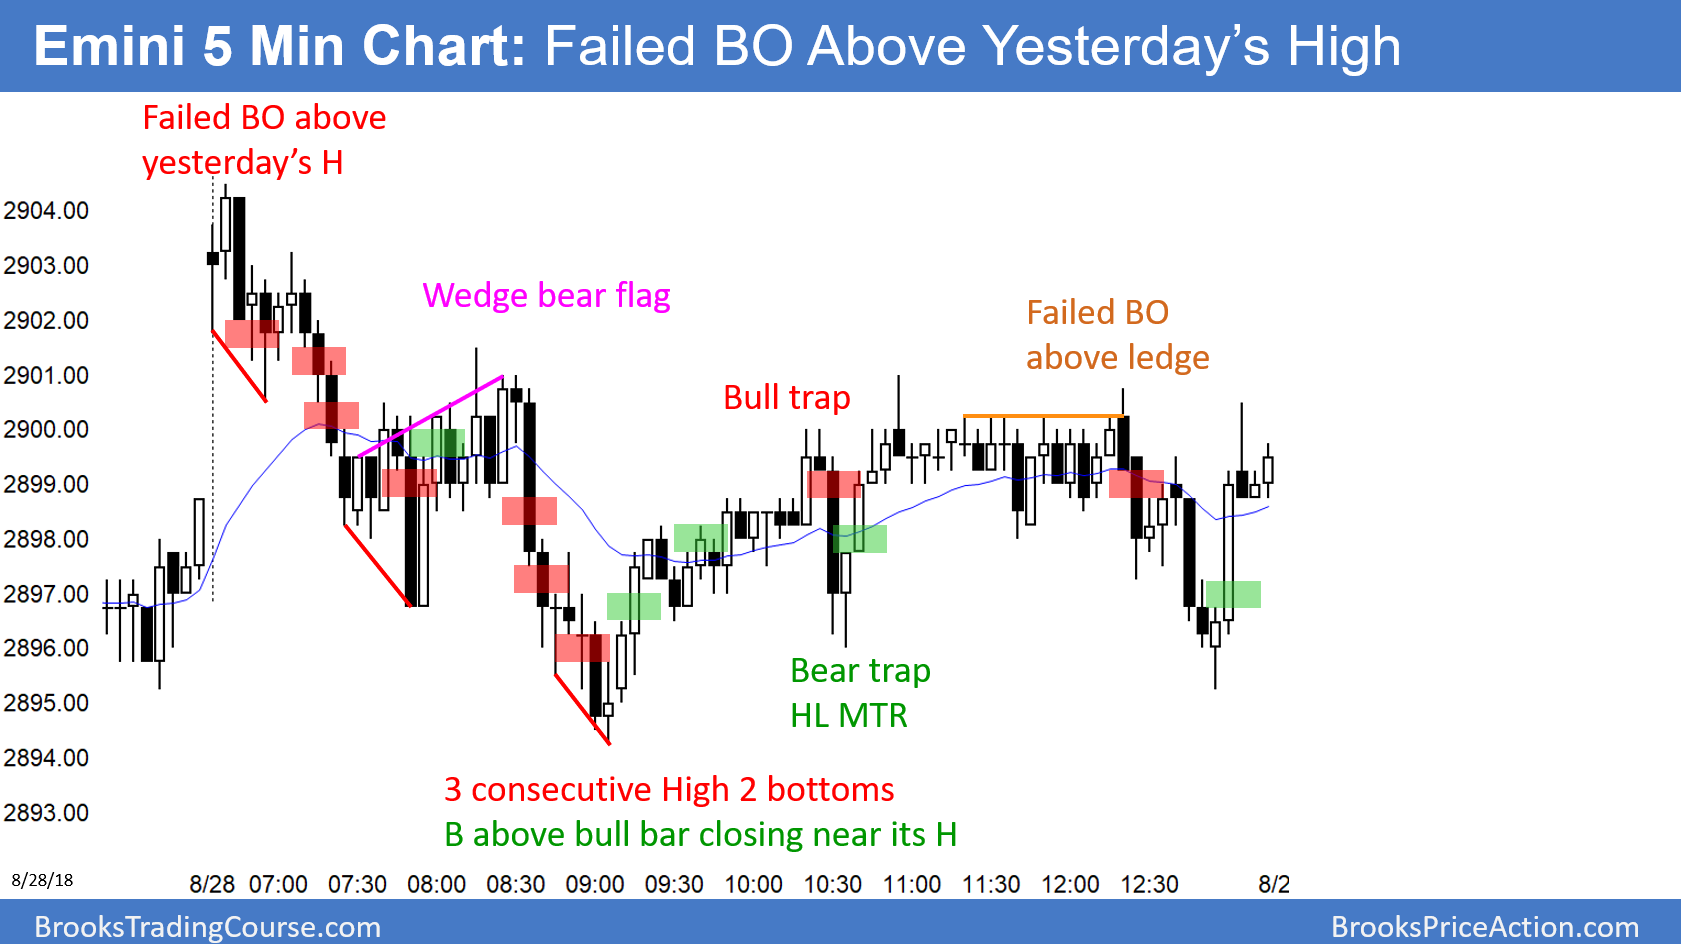 Emini 5 Min Chart: Failed BO Above Yesterday’s High
Failed BO above
yesterday’s H
Wedge bear flag
Bull trap
Failed BO
above ledge
Bear trap
HL MTR
3 consecutive High 2 bottoms
B above bull bar closing near its H
2904.00
2903.00
2902.00
2901.00
2900.00
2899.00
2898.00
2897.00
2896.00
2895.00
2894.00
2893.00
8/28/18
8/28 07:00 07:30 08:00 08:30 09:00 09:30 10:00 10:30 11:00 11:30 12:00 12:30 8/2
BrooksTradingCourse.com
BrooksPriceAction.com